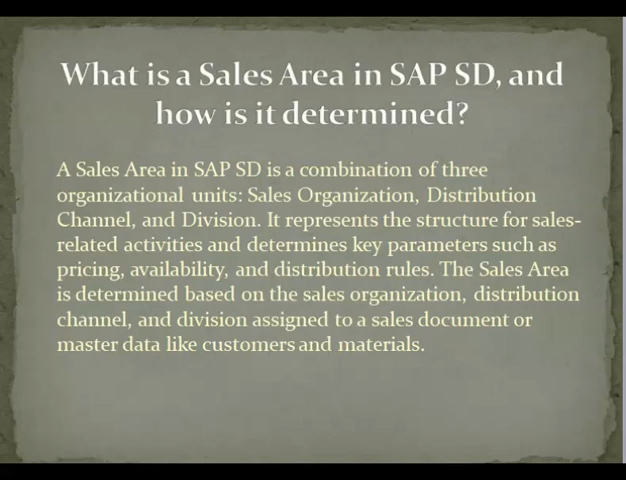 What is a Sales Area in SAP SD, and
how is it determined?
A Sales Area in SAP SD is a combination of three
organizational units: Sales Organization, Distribution
Channel, and Division. It represents the structure for sales-
related activities and determines key parameters such as
pricing, availability, and distribution rules. The Sales Area
is determined based on the sales organization, distribution
channel, and division assigned to a sales document or
master data like customers and materials.